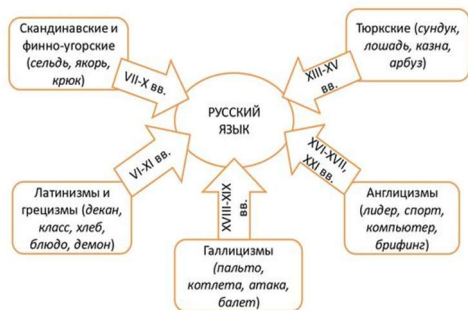 Скандинавские и
финно-угорские
(сельдь, якорь,
крюк)
VII-X вв.
Тюркские (сундук,
лошадь, казна,
арбуз)
XIII-XV
вв.
РУССКИЙ
ЯЗЫК
Латинизмы и
грецизмы (декан,
класс, хлеб,
блюдо, демон)
VI-XI вв.
XVIII-XIX
вв.
Галлицизмы
(пальто,
котлета, атака,
балет)
XVI-XVII,
XXI вв.
Англицизмы
(лидер, спорт,
компьютер,
брифинг)